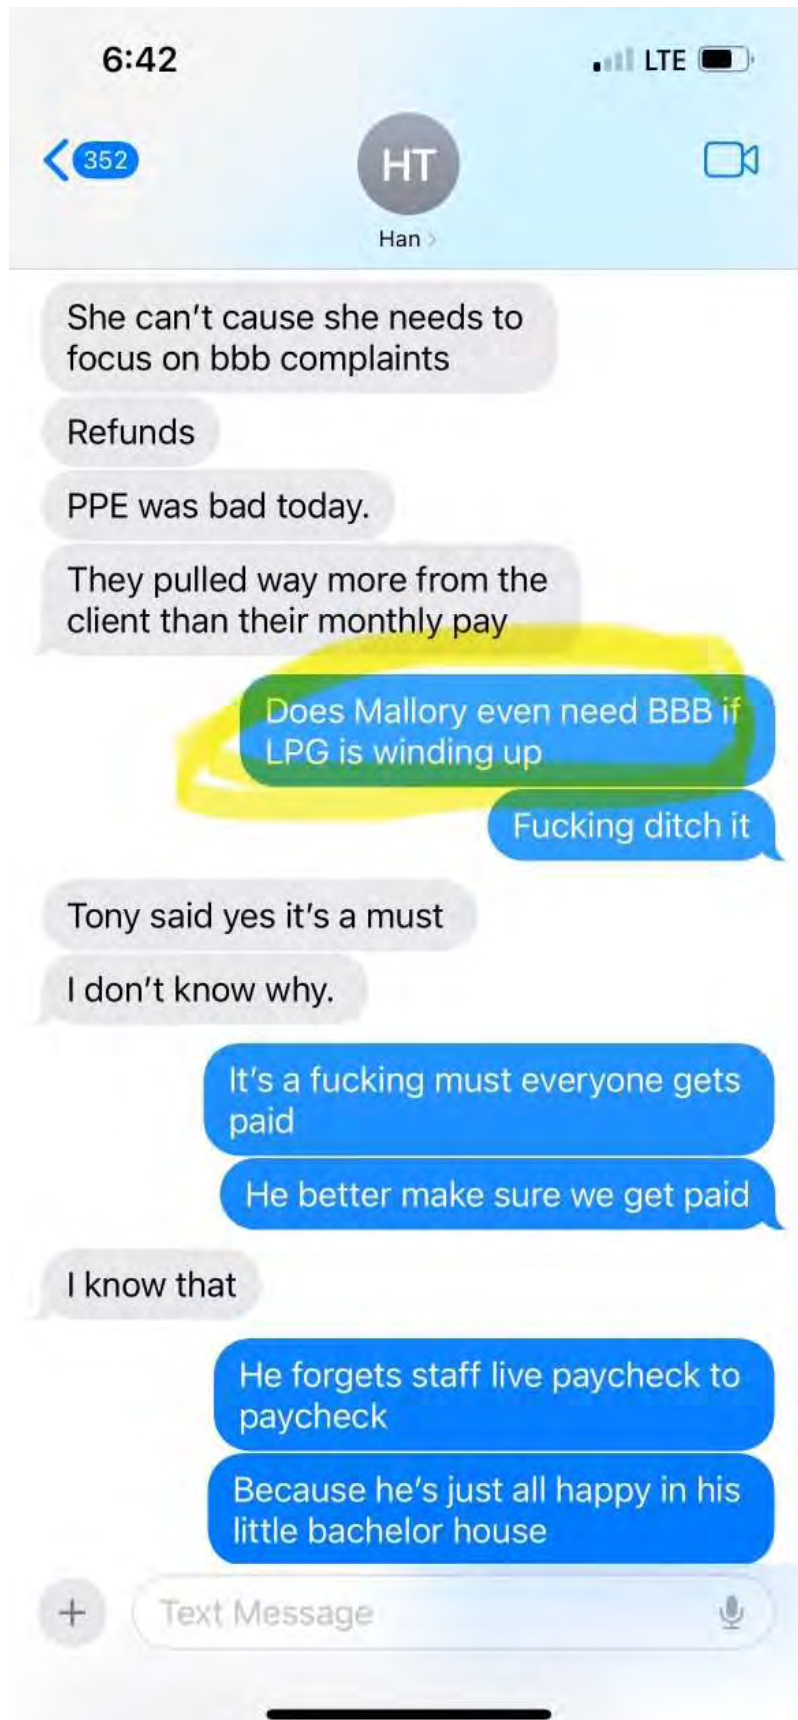 6:42
LTE
352
HT
Han
She can't cause she needs to
focus on bbb complaints
Refunds
PPE was bad today.
They pulled way more from the
client than their monthly pay
Does Mallory even need BBB if
LPG is winding up
Fucking ditch it
Tony said yes it's a must
I don't know why.
It's a fucking must everyone gets
paid
He better make sure we get paid
I know that
He forgets staff live paycheck to
paycheck
Because he's just all happy in his
little bachelor house
Text Message